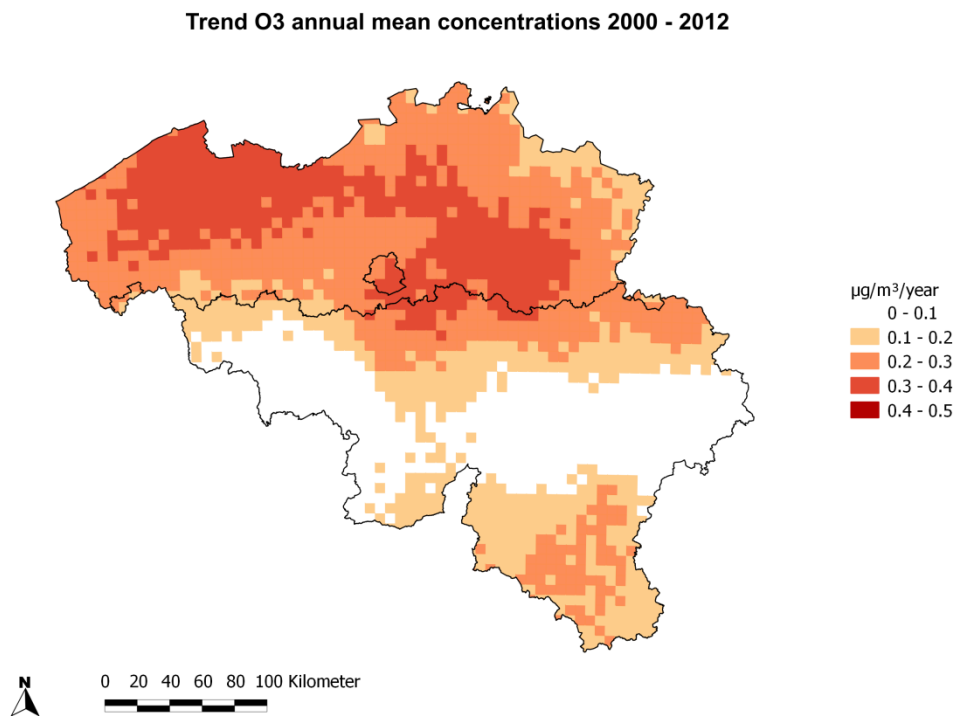 Trend O3 annual mean concentrations 2000 - 2012
µg/m³/year
0 - 0.1
0.1 - 0.2
0.2 - 0.3
0.3 - 0.4
0.4 - 0.5
N
0 20 40 60 80 100 Kilometer